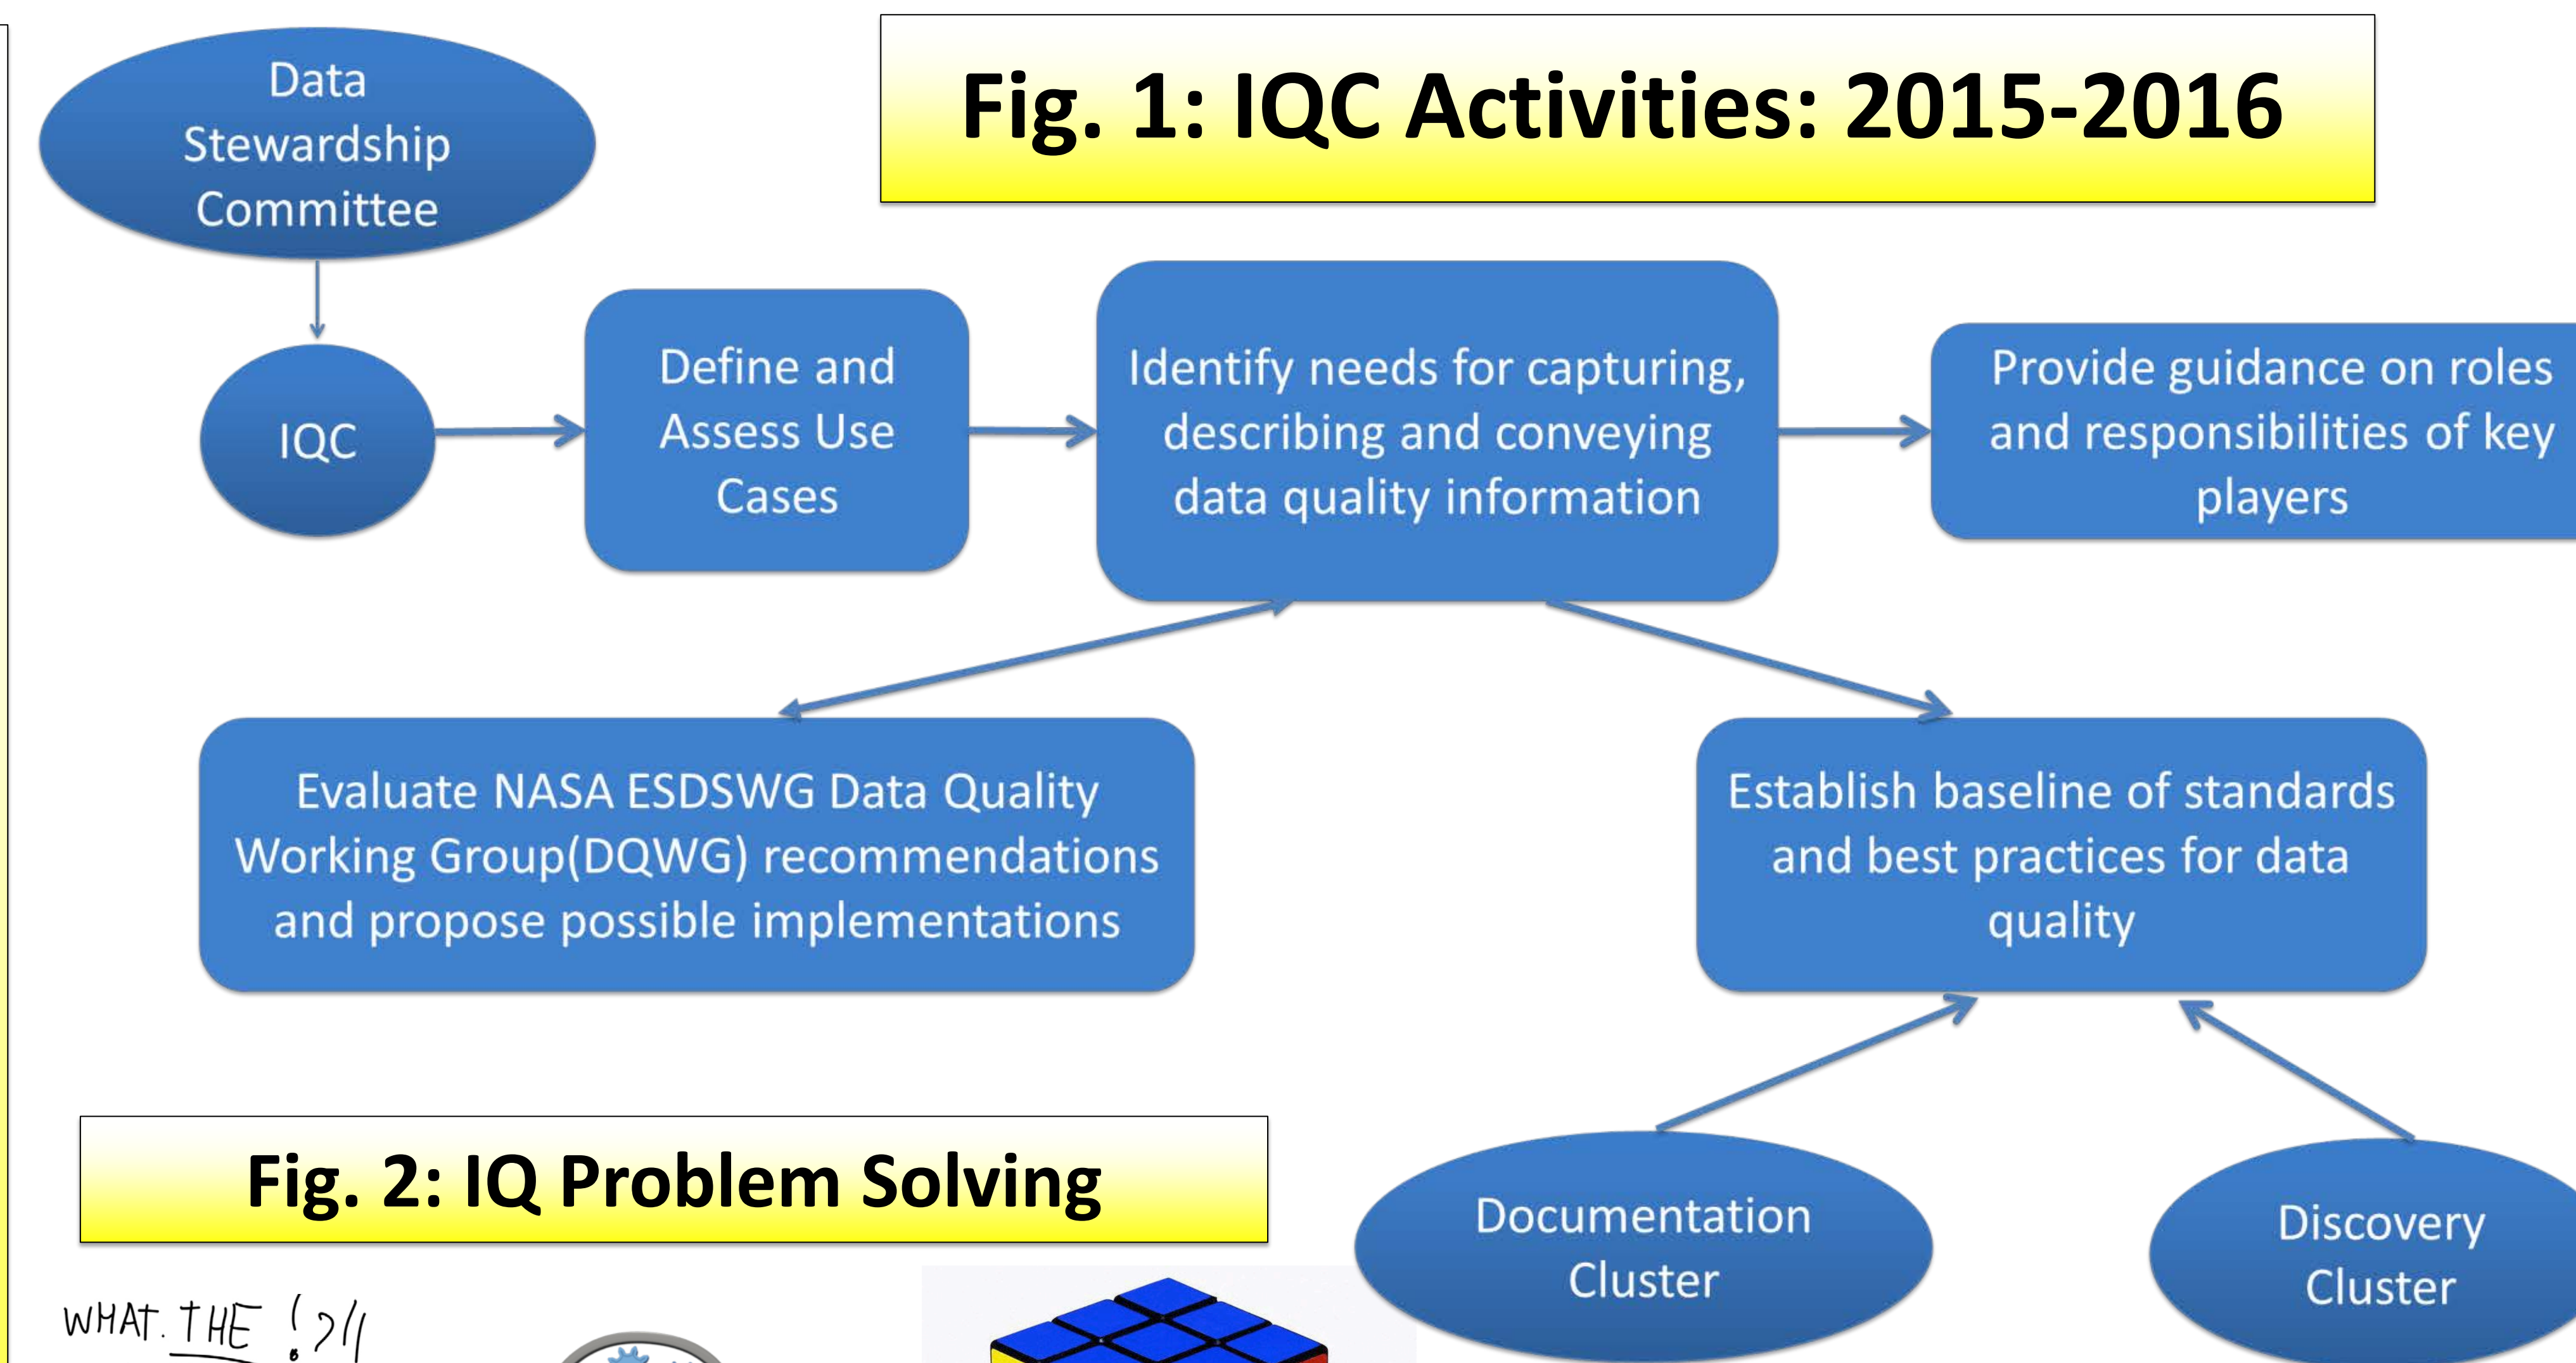 Data
Stewardship
Committee
Fig. 1: IQC Activities: 2015-2016
IQC
Define and
Assess Use
Cases
Identify needs for capturing,
describing and conveying
data quality information
Provide guidance on roles
and responsibilities of key
players
Evaluate NASA ESDSWG Data Quality
Working Group(DQWG) recommendations
and propose possible implementations
Establish baseline of standards
and best practices for data
quality
Fig. 2: IQ Problem Solving
Documentation
Cluster
Discovery
Cluster
WHAT THE !?!!